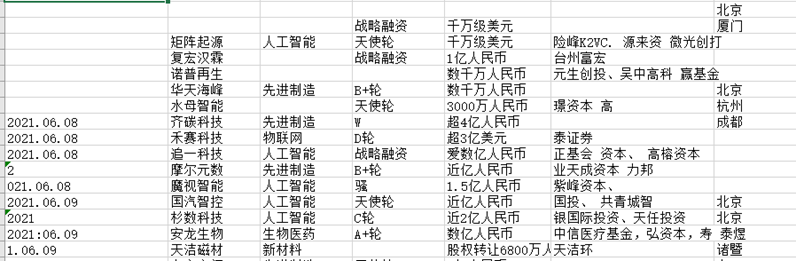 北京
战略融资 千万级美元 厦门
矩阵起源 人工智能 天使轮 千万级美元 险峰K2VC. 源来资 微光创打
复宏汉霖 战略融资 1亿人民币 台州富宏
诺普再生 数千万人民币 元生创投、吴中高科 赢基金
华天海峰 先进制造 B+轮 数千万人民币 北京
水母智能 天使轮 3000万人民币 璟资本 高 杭州
2021.06.08 齐碳科技 先进制造 W 超4亿人民币 成都
2021.06.08 禾赛科技 物联网 D轮 超3亿美元 泰证劵
2021.06.08 追一科技 人工智能 战略融资 爱数亿人民币 正基会 资本、 高榕资本
2 摩尔元数 先进制造 B+轮 近亿人民币 业天成资本 力邦
021.06.08 魔视智能 人工智能 骚 1.5亿人民币 紫峰资本、
2021.06.09 国汽智控 人工智能 天使轮 近亿人民币 国投、 共青城智 北京
2021 杉数科技 人工智能 C轮 近2亿人民币 银国际投资、天任投资 北京
2021:06.09 安龙生物 生物医药 A+轮 数亿人民币 中信医疗基金，弘资本，寿 泰煜
1.06.09 天洁磁材 新材料 股权转让6800万人 天洁环 诸暨